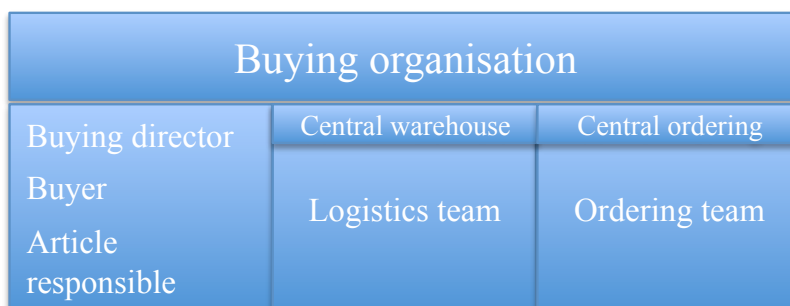 Buying organisation
Buying director
Buyer
Article
responsible
Central warehouse
Logistics team
Central ordering
Ordering team